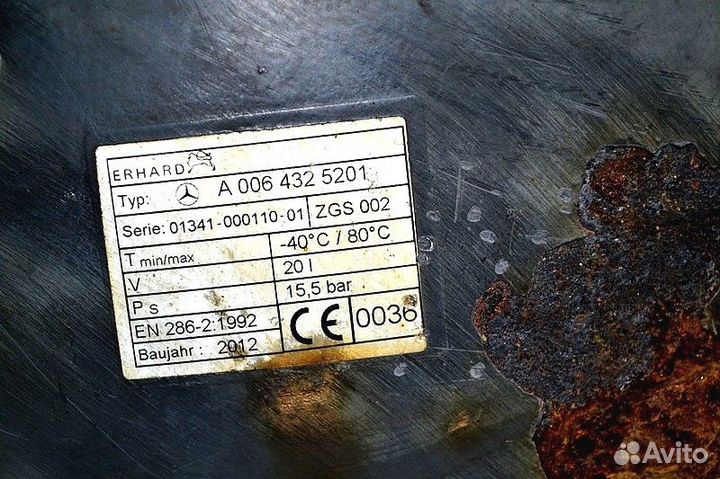 ERHARD
Typ: A 006 432 5201
Serie: 01341-000110-01 ZGS 002
T min/max -40°C / 80°C
V 20 l
P s 15,5 bar
EN 286-2:1992 CE 0036
Baujahr: 2012
Avito